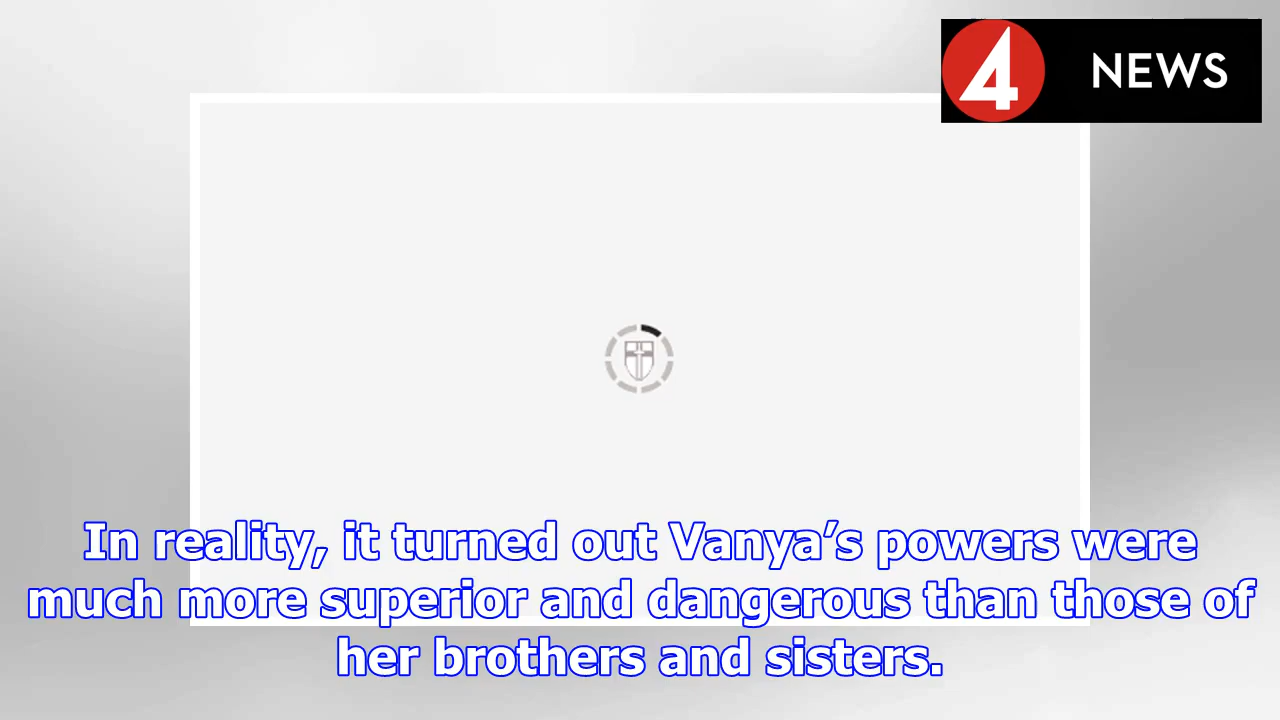 4 NEWS
In reality, it turned out Vanya’s powers were
much more superior and dangerous than those of
her brothers and sisters.